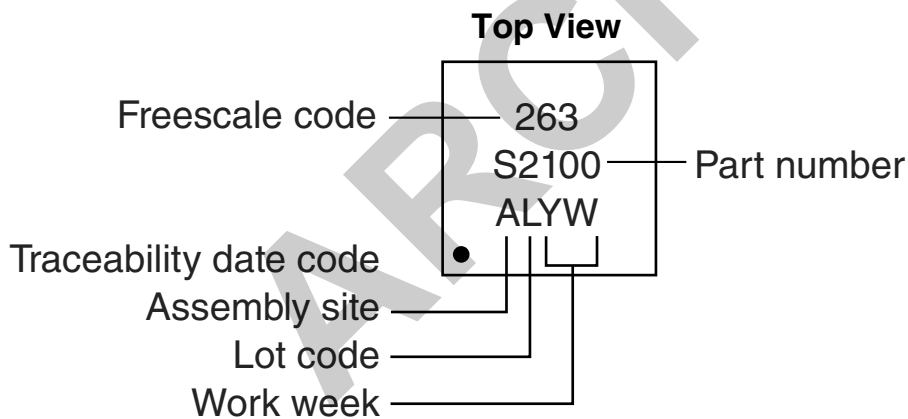 Top View
Freescale code
263
S2100
Part number
ALYW
Traceability date code
Assembly site
Lot code
Work week